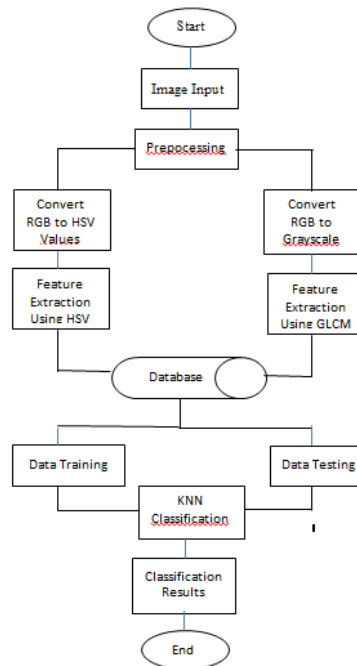 Start
Image Input
Prepocessing
Convert
RGB to HSV
Values
Convert
RGB to
Grayscale
Feature
Extraction
Using HSV
Feature
Extraction
Using GLCM
Database
Data Training
Data Testing
KNN
Classification
Classification
Results
End